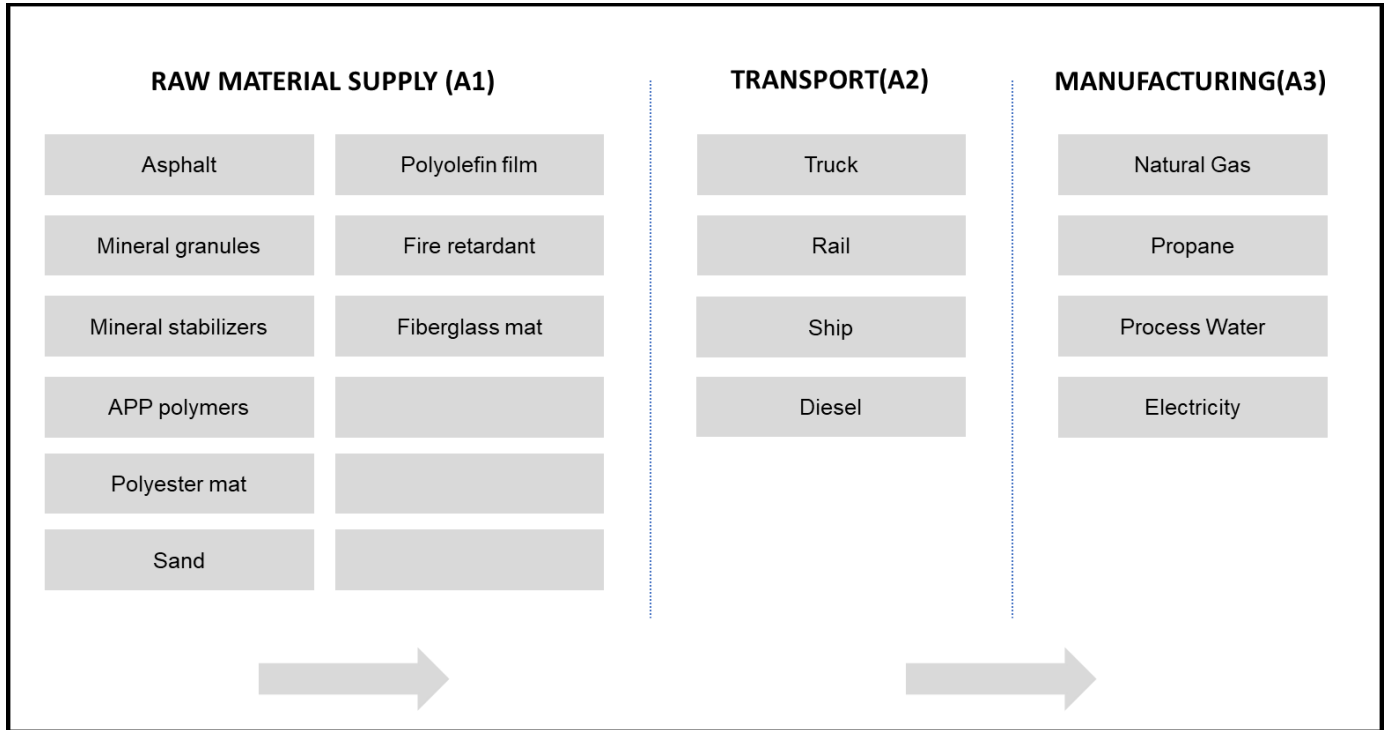 RAW MATERIAL SUPPLY (A1)
Asphalt
Mineral granules
Mineral stabilizers
APP polymers
Polyester mat
Sand
Polyolefin film
Fire retardant
Fiberglass mat
TRANSPORT(A2)
Truck
Rail
Ship
Diesel
MANUFACTURING(A3)
Natural Gas
Propane
Process Water
Electricity